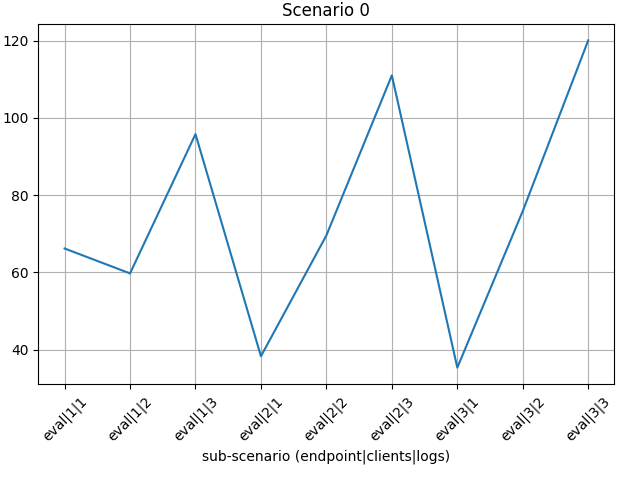 Scenario 0
120
100
80
60
40
eval|1|1
eval|1|2
eval|1|3
eval|2|1
eval|2|2
eval|2|3
eval|3|1
eval|3|2
eval|3|3
sub-scenario (endpoint|clients|logs)